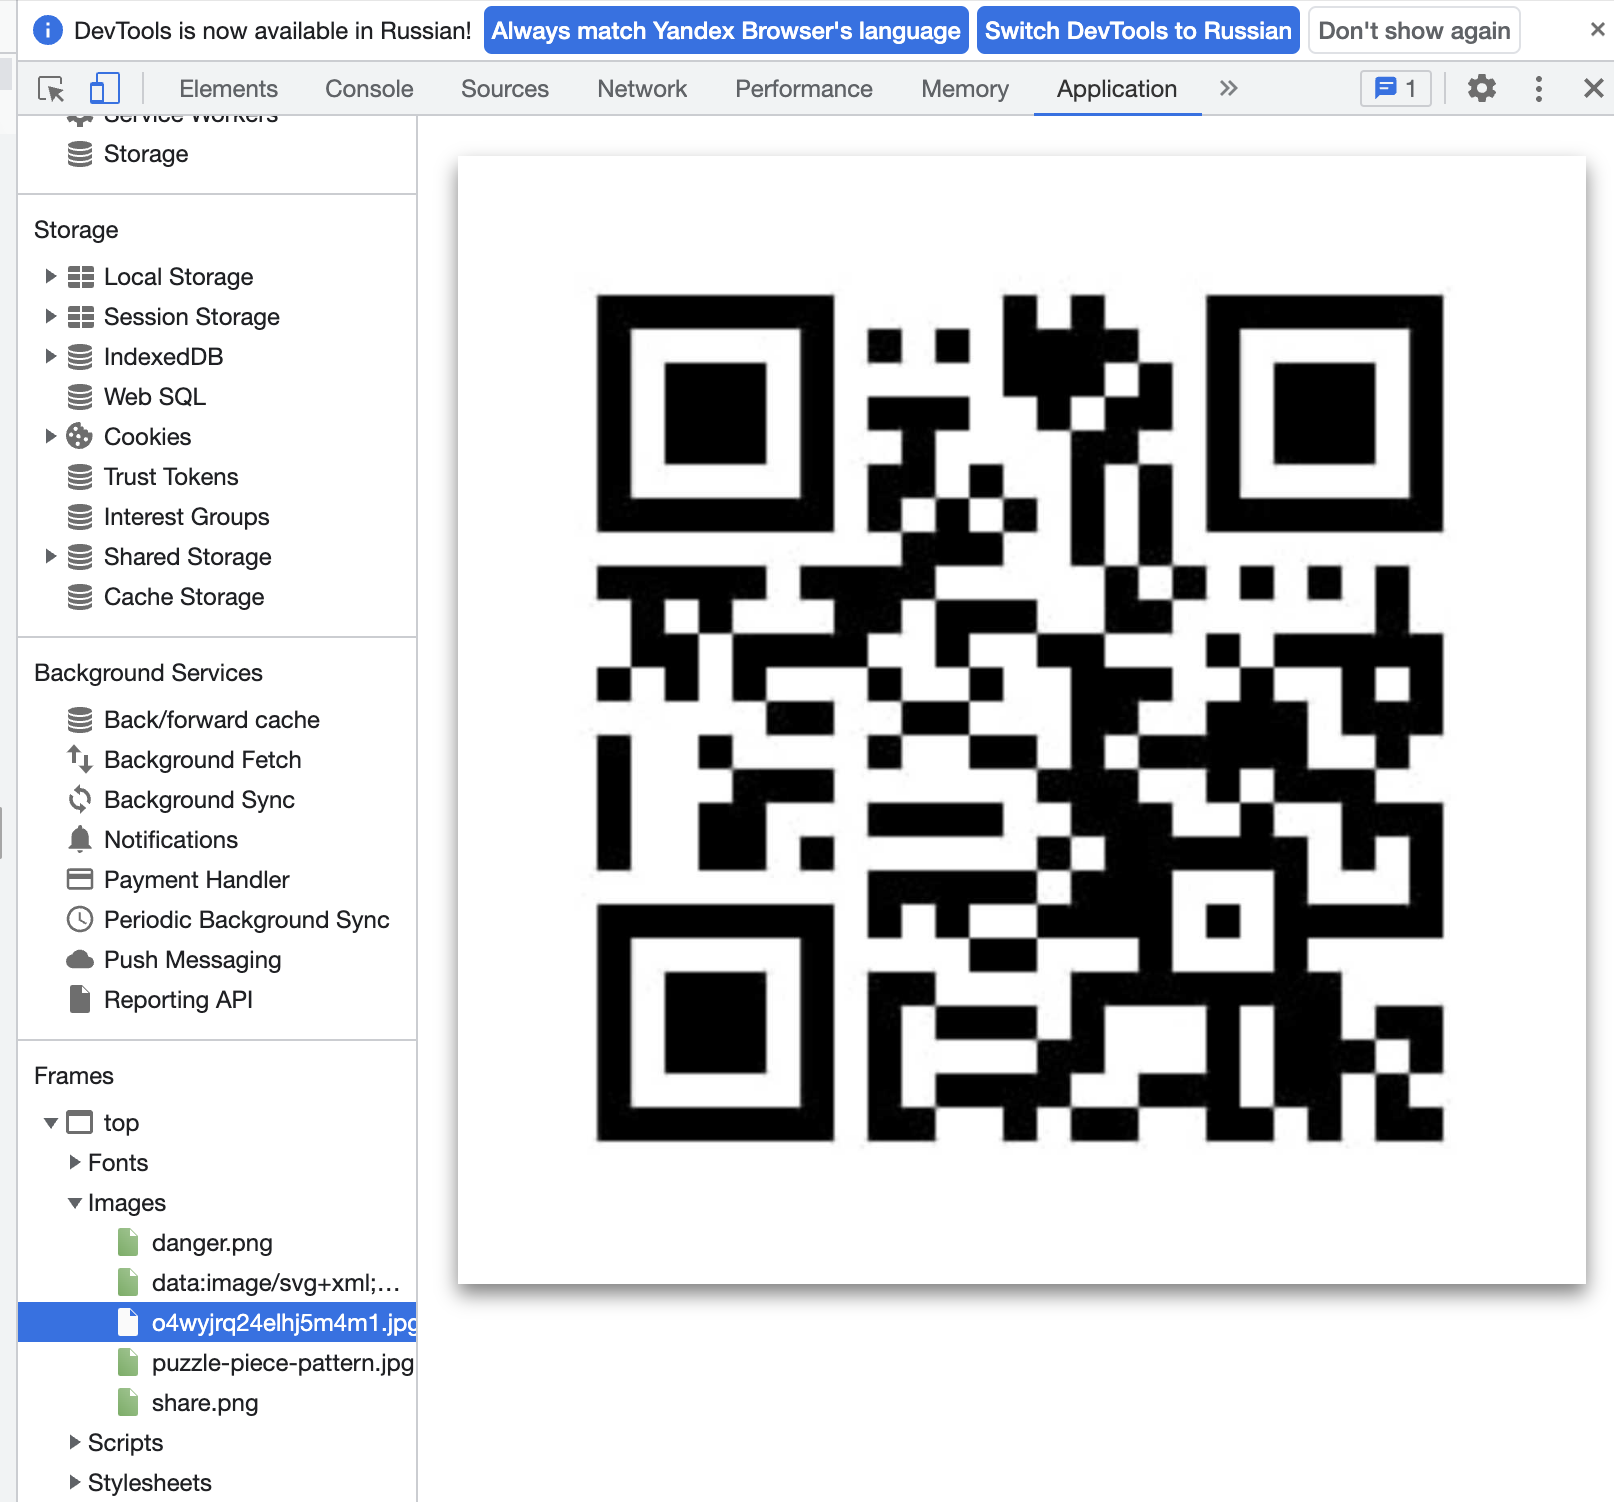 DevTools is now available in Russian! Always match Yandex Browser's language Switch DevTools to Russian Don't show again
Elements Console Sources Network Performance Memory Application 1
Service Workers
Storage
Storage
Local Storage
Session Storage
IndexedDB
Web SQL
Cookies
Trust Tokens
Interest Groups
Shared Storage
Cache Storage
Background Services
Back/forward cache
Background Fetch
Background Sync
Notifications
Payment Handler
Periodic Background Sync
Push Messaging
Reporting API
Frames
top
Fonts
Images
danger.png
data:image/svg+xml;...
o4wyjrq24elhj5m4m1.jpg
puzzle-piece-pattern.jpg
share.png
Scripts
Stylesheets